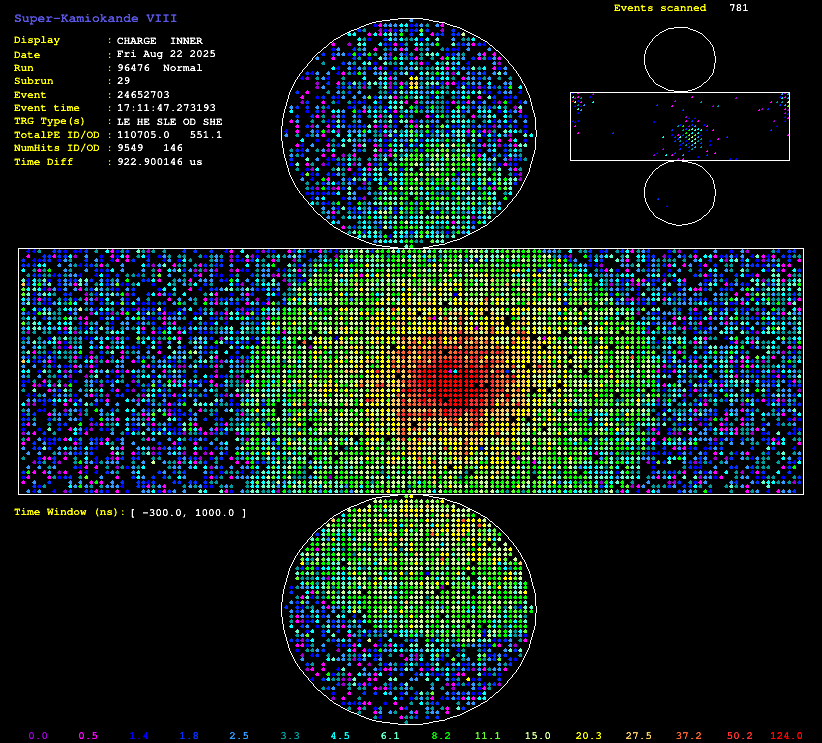 Super-Kamiokande VIII
Events scanned 781
Display : CHARGE INNER
Date : Fri Aug 22 2025
Run : 96476 Normal
Subrun : 29
Event : 24652703
Event time : 17:11:47.273193
TRG Type(s) : LE HE SLE OD SHE
TotalPE ID/OD : 110705.0 551.1
NumHits ID/OD : 9549 146
Time Diff : 922.900146 us
Time Window (ns): [ -300.0, 1000.0 ]
0.0 0.5 1.4 1.8 2.5 3.3 4.5 6.1 8.2 11.1 15.0 20.3 27.5 37.2 50.2 124.0